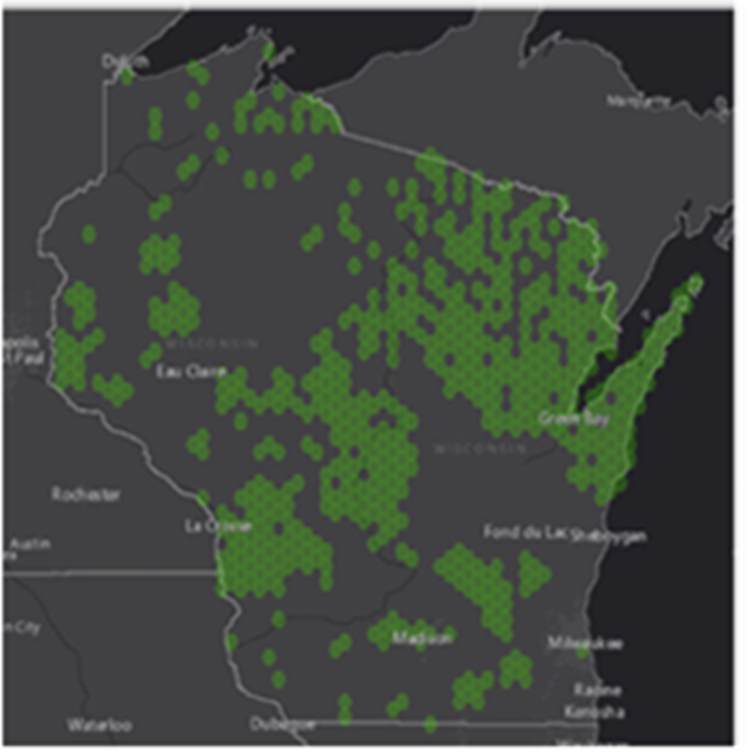 Duluth
Marquette
WISCONSIN
Eau Claire
Green Bay
WISCONSIN
Rochester
La Crosse
Fond du Lac
Sheboygan
Austin
Madison
Milwaukee
Racine
Kenosha
Waterloo
Dubuque